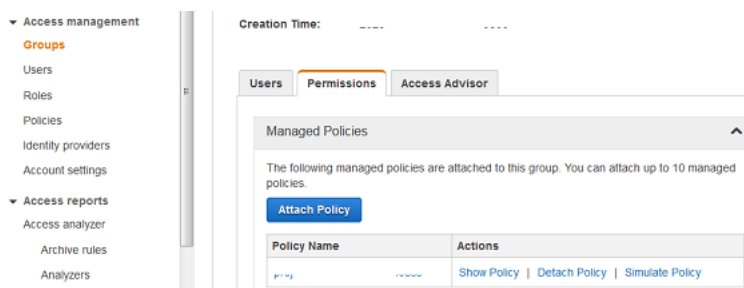 Access management
Groups
Users
Roles
Policies
Identity providers
Account settings
Access reports
Access analyzer
Archive rules
Analyzers
Creation Time:
Users
Permissions
Access Advisor
Managed Policies
The following managed policies are attached to this group. You can attach up to 10 managed
policies.
Attach Policy
Policy Name
Actions
Show Policy | Detach Policy | Simulate Policy